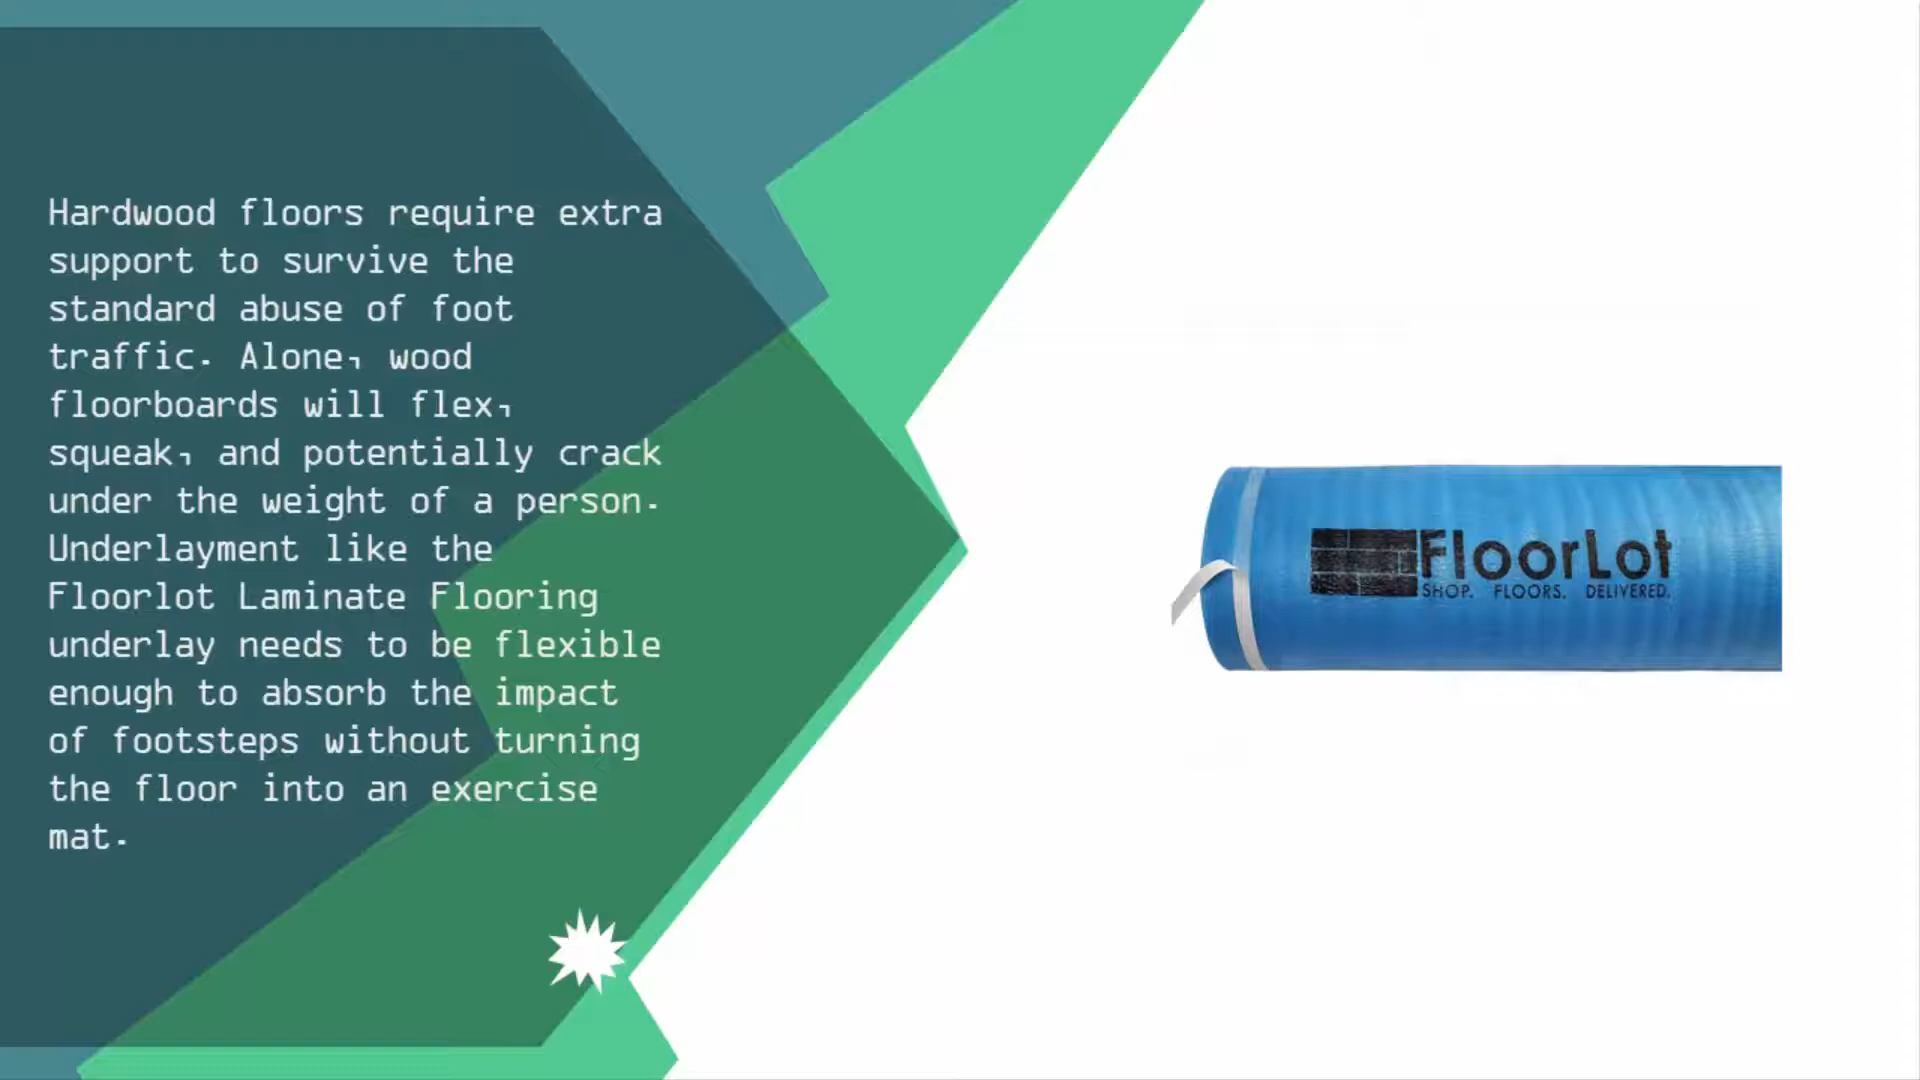 Hardwood floors require extra
support to survive the
standard abuse of foot
traffic. Alone, wood
floorboards will flex,
squeak, and potentially crack
under the weight of a person.
Underlayment like the
Floorlot Laminate Flooring
underlay needs to be flexible
enough to absorb the impact
of footsteps without turning
the floor into an exercise
mat.
FloorLot
SHOP. FLOORS. DELIVERED.